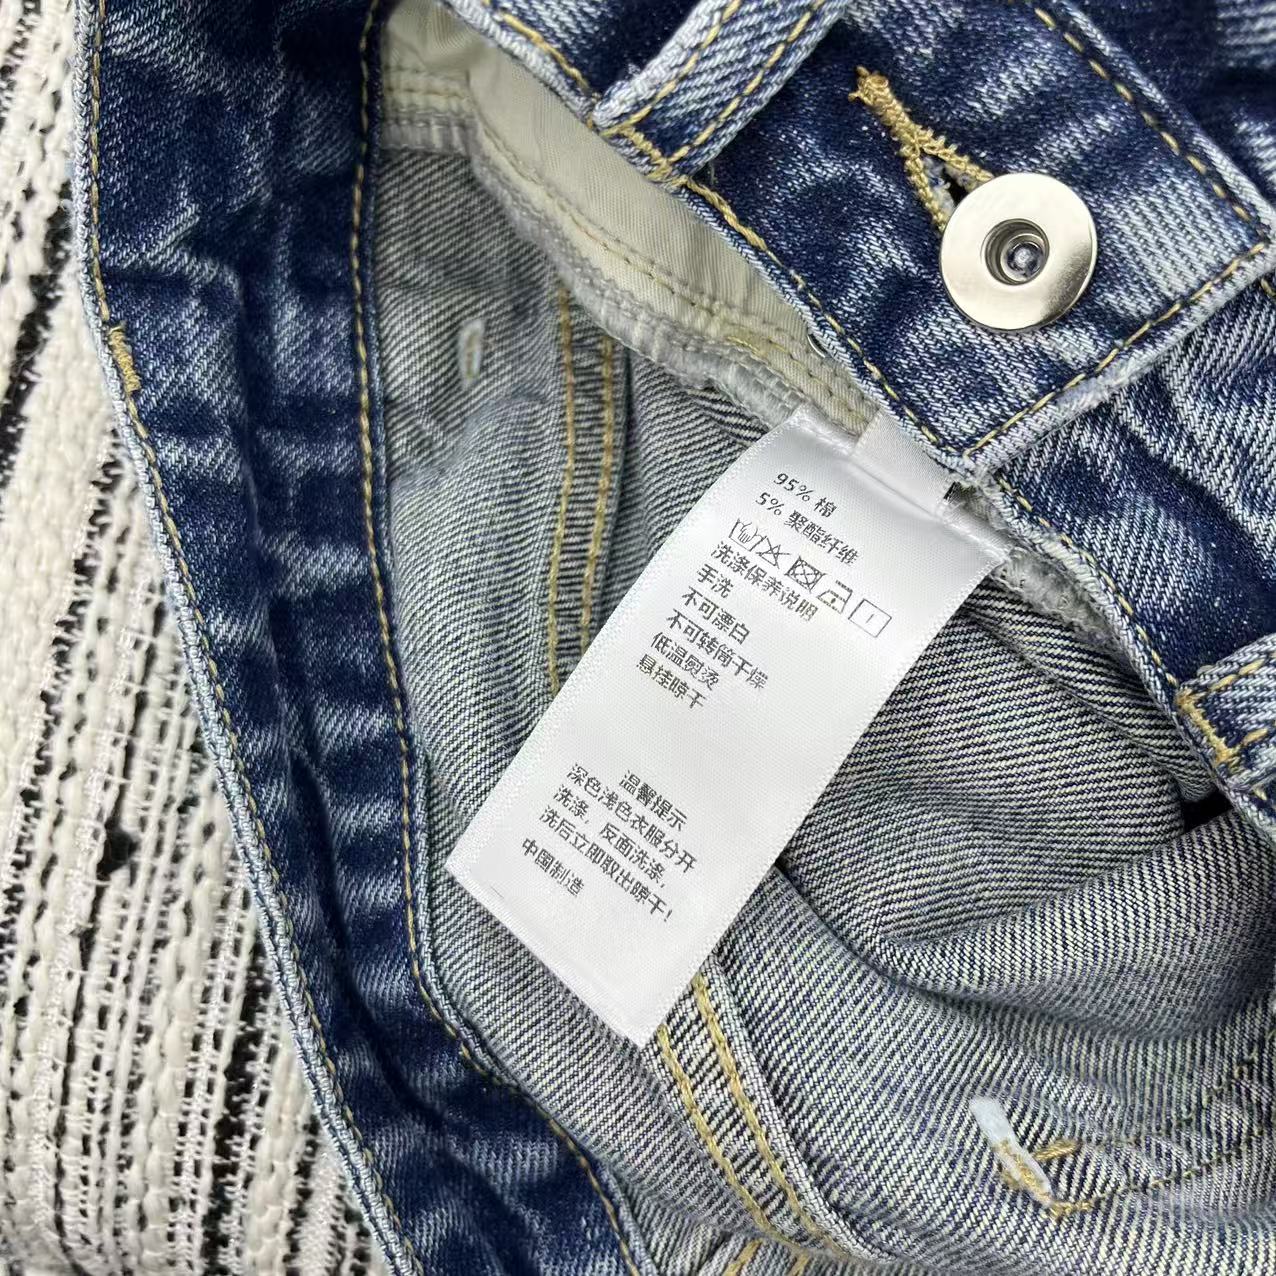 95% 棉
5% 聚酯纤维
洗涤保养说明
手洗
不可漂白
不可转筒干燥
低温熨烫
悬挂晾干
温馨提示
深色浅色衣服分开
洗涤，反面洗涤，
洗后立即取出晾干！
中国制造